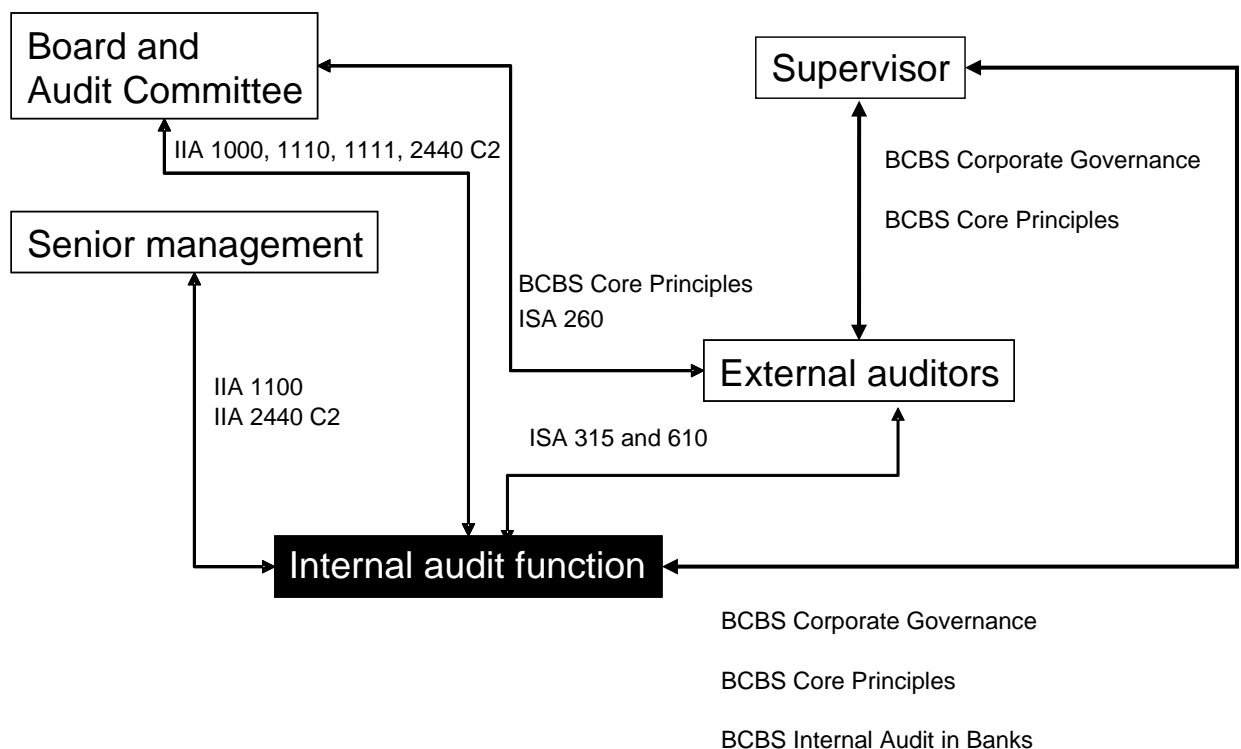 Board and
Audit Committee
Supervisor
IIA 1000, 1110, 1111, 2440 C2
BCBS Corporate Governance
BCBS Core Principles
Senior management
BCBS Core Principles
ISA 260
External auditors
IIA 1100
IIA 2440 C2
ISA 315 and 610
Internal audit function
BCBS Corporate Governance
BCBS Core Principles
BCBS Internal Audit in Banks